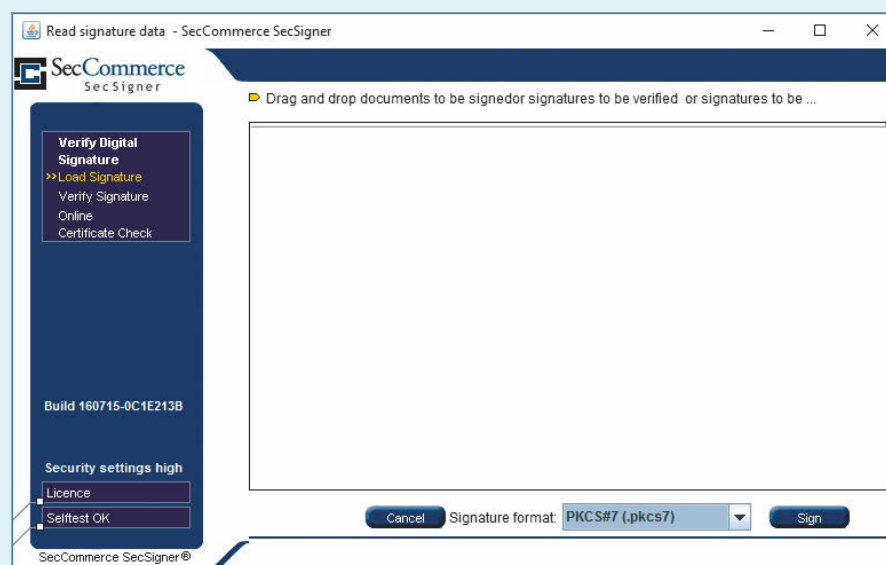 Read signature data - SecCommerce SecSigner
SecCommerce
SecSigner
Drag and drop documents to be signedor signatures to be verified or signatures to be ...
Verify Digital
Signature
>>Load Signature
Verify Signature
Online
Certificate Check
Build 160715-0C1E213B
Security settings high
Licence
Selftest OK
Cancel Signature format: PKCS#7 (.pkcs7) Sign
SecCommerce SecSigner®